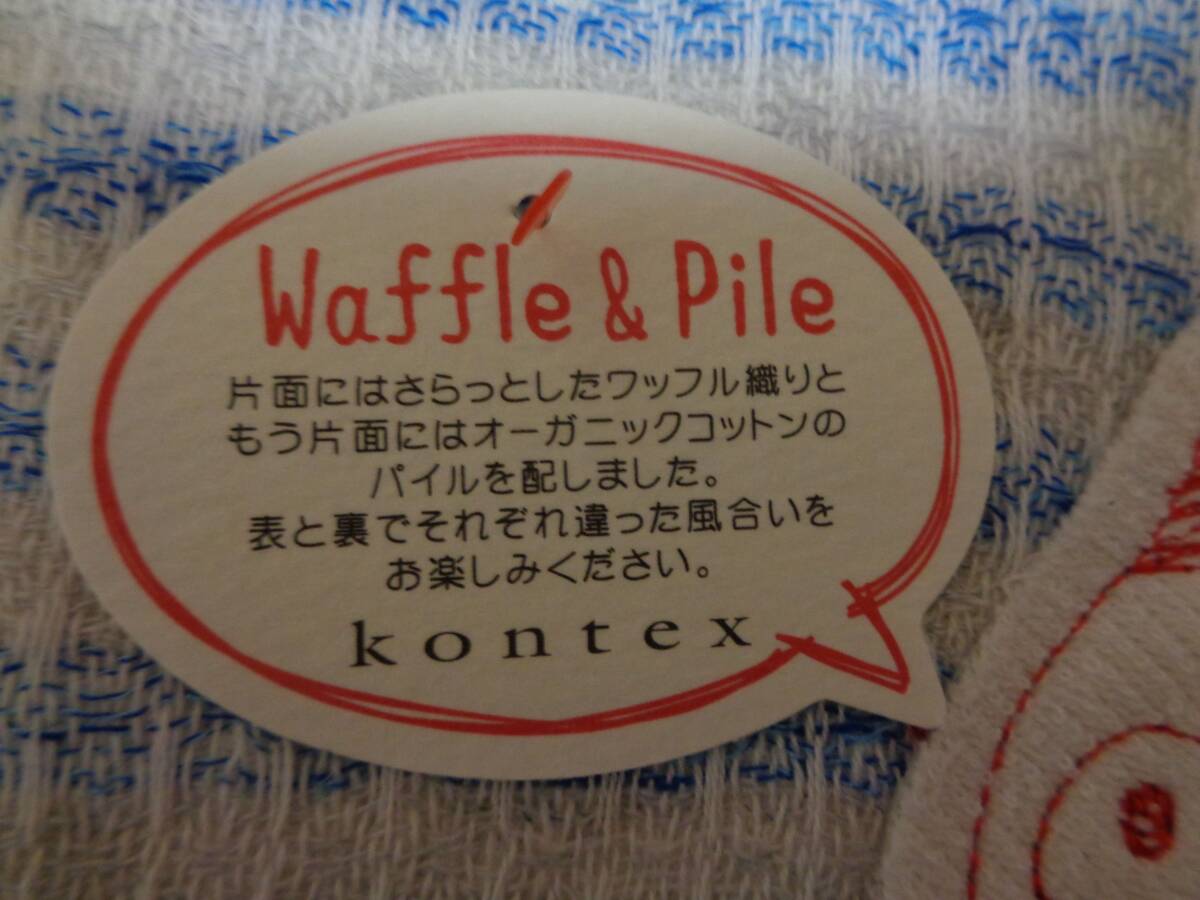 Waffle & Pile
片面にはさらっとしたワッフル織りと
もう片面にはオーガニックコットンの
パイルを配しました。
表と裏でそれぞれ違った風合いを
お楽しみください。
kontex